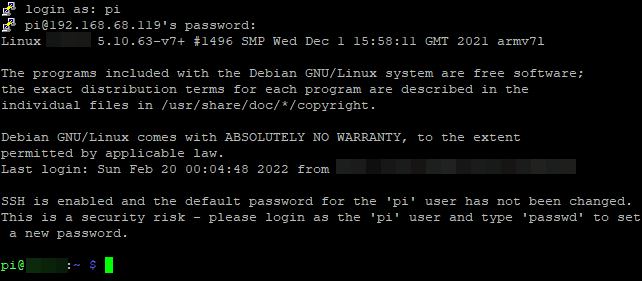 login as: pi
pi@192.168.68.119's password:
Linux 5.10.63-v7+ #1496 SMP Wed Dec 1 15:58:11 GMT 2021 armv7l
The programs included with the Debian GNU/Linux system are free software;
the exact distribution terms for each program are described in the
individual files in /usr/share/doc/*/copyright.
Debian GNU/Linux comes with ABSOLUTELY NO WARRANTY, to the extent
permitted by applicable law.
Last login: Sun Feb 20 00:04:48 2022 from
SSH is enabled and the default password for the 'pi' user has not been changed.
This is a security risk - please login as the 'pi' user and type 'passwd' to set
a new password.
pi@ :~ $